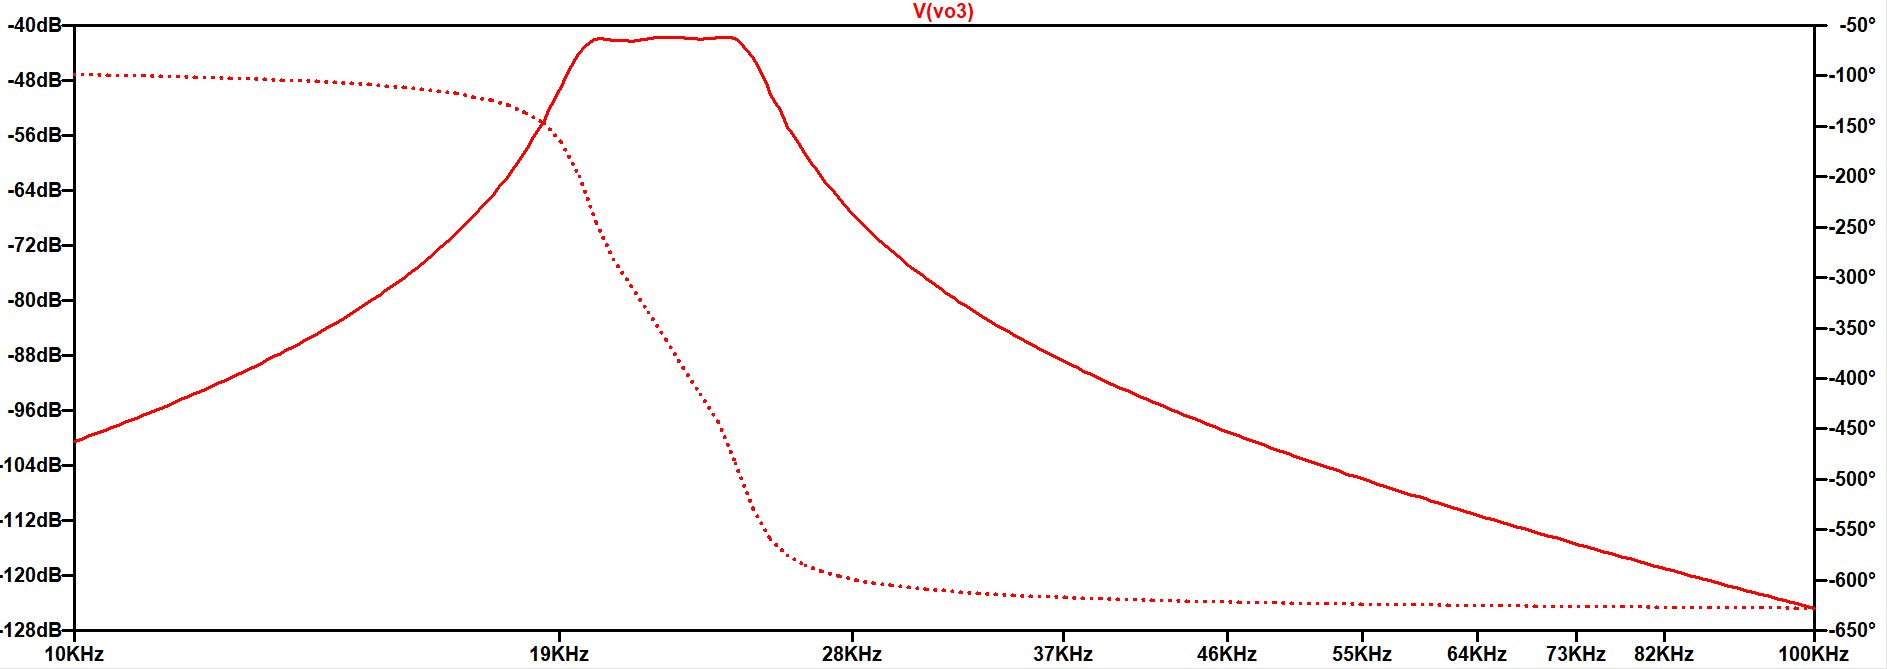 V(vo3)
-40dB
-48dB
-56dB
-64dB
-72dB
-80dB
-88dB
-96dB
-104dB
-112dB
-120dB
-128dB
-50°
-100°
-150°
-200°
-250°
-300°
-350°
-400°
-450°
-500°
-550°
-600°
-650°
10KHz 19KHz 28KHz 37KHz 46KHz 55KHz 64KHz 73KHz 82KHz 100KHz